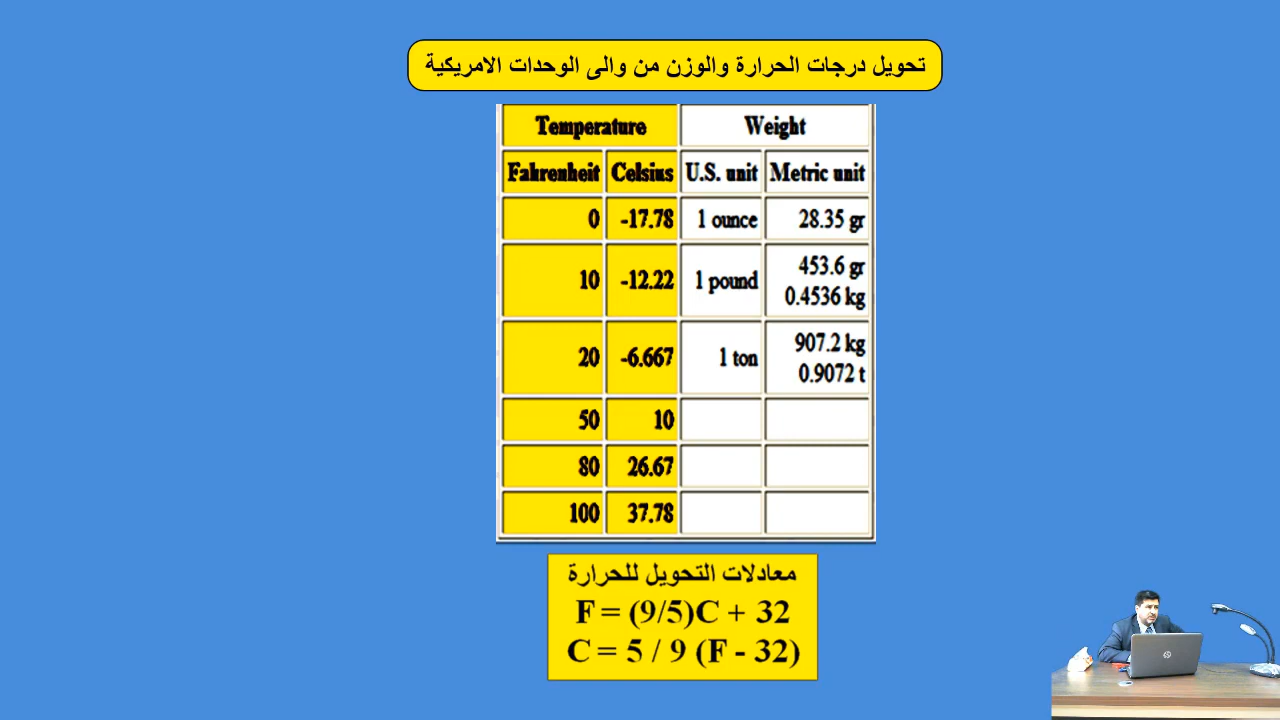 تحويل درجات الحرارة والوزن من والى الوحدات الامريكية
Temperature Weight
Fahrenheit Celsius U.S. unit Metric unit
0 -17.78 1 ounce 28.35 gr
10 -12.22 1 pound 453.6 gr
0.4536 kg
20 -6.667 1 ton 907.2 kg
0.9072 t
50 10
80 26.67
100 37.78
معادلات التحويل للحرارة
F = (9/5)C + 32
C = 5 / 9 (F - 32)
hp